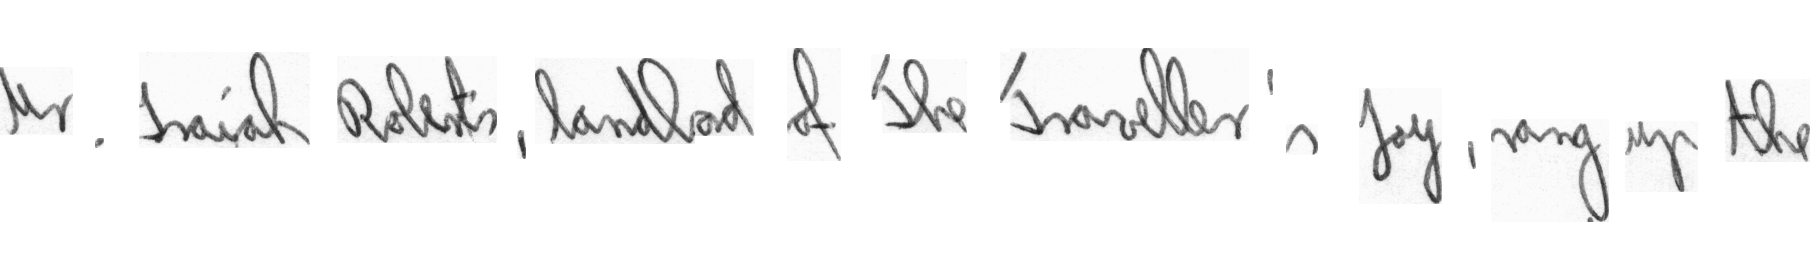 Mr. Isaiah Roberts, landlord of 'The Traveller's Joy, rang up the